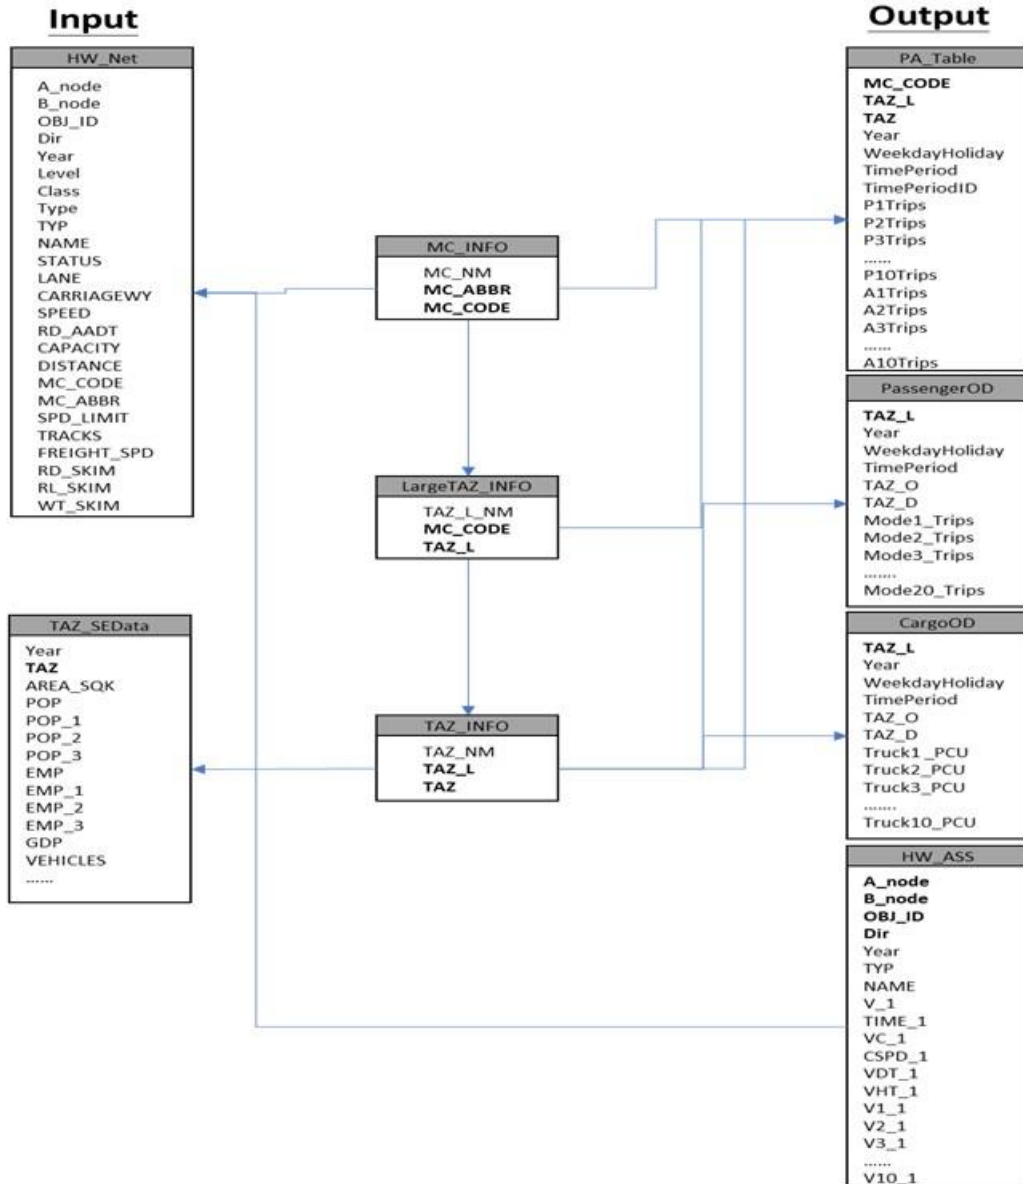 Input
HW_Net
A_node
B_node
OBJ_ID
Dir
Year
Level
Class
Type
TYP
NAME
STATUS
LANE
CARRIAGEWY
SPEED
RD_AADT
CAPACITY
DISTANCE
MC_CODE
MC_ABBR
SPD_LIMIT
TRACKS
FREIGHT_SPD
RD_SKIM
RL_SKIM
WT_SKIM
TAZ_SEData
Year
TAZ
AREA_SQK
POP
POP_1
POP_2
POP_3
EMP
EMP_1
EMP_2
EMP_3
GDP
VEHICLES
......
MC_INFO
MC_NM
MC_ABBR
MC_CODE
LargeTAZ_INFO
TAZ_L_NM
MC_CODE
TAZ_L
TAZ_INFO
TAZ_NM
TAZ_L
TAZ
Output
PA_Table
MC_CODE
TAZ_L
TAZ
Year
WeekdayHoliday
TimePeriod
TimePeriodID
P1Trips
P2Trips
P3Trips
......
P10Trips
A1Trips
A2Trips
A3Trips
......
A10Trips
PassengerOD
TAZ_L
Year
WeekdayHoliday
TimePeriod
TAZ_O
TAZ_D
Mode1_Trips
Mode2_Trips
Mode3_Trips
.......
Mode20_Trips
CargoOD
TAZ_L
Year
WeekdayHoliday
TimePeriod
TAZ_O
TAZ_D
Truck1_PCU
Truck2_PCU
Truck3_PCU
.......
Truck10_PCU
HW_ASS
A_node
B_node
OBJ_ID
Dir
Year
TYP
NAME
V_1
TIME_1
VC_1
CSPD_1
VDT_1
VHT_1
V1_1
V2_1
V3_1
......
V10_1